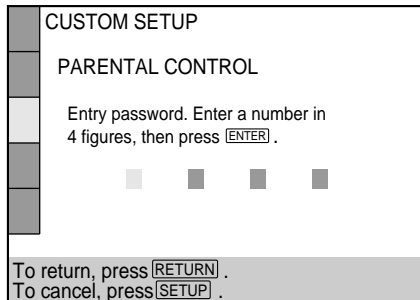 CUSTOM SETUP
PARENTAL CONTROL
Entry password. Enter a number in
4 figures, then press ENTER .
To return, press RETURN .
To cancel, press SETUP .